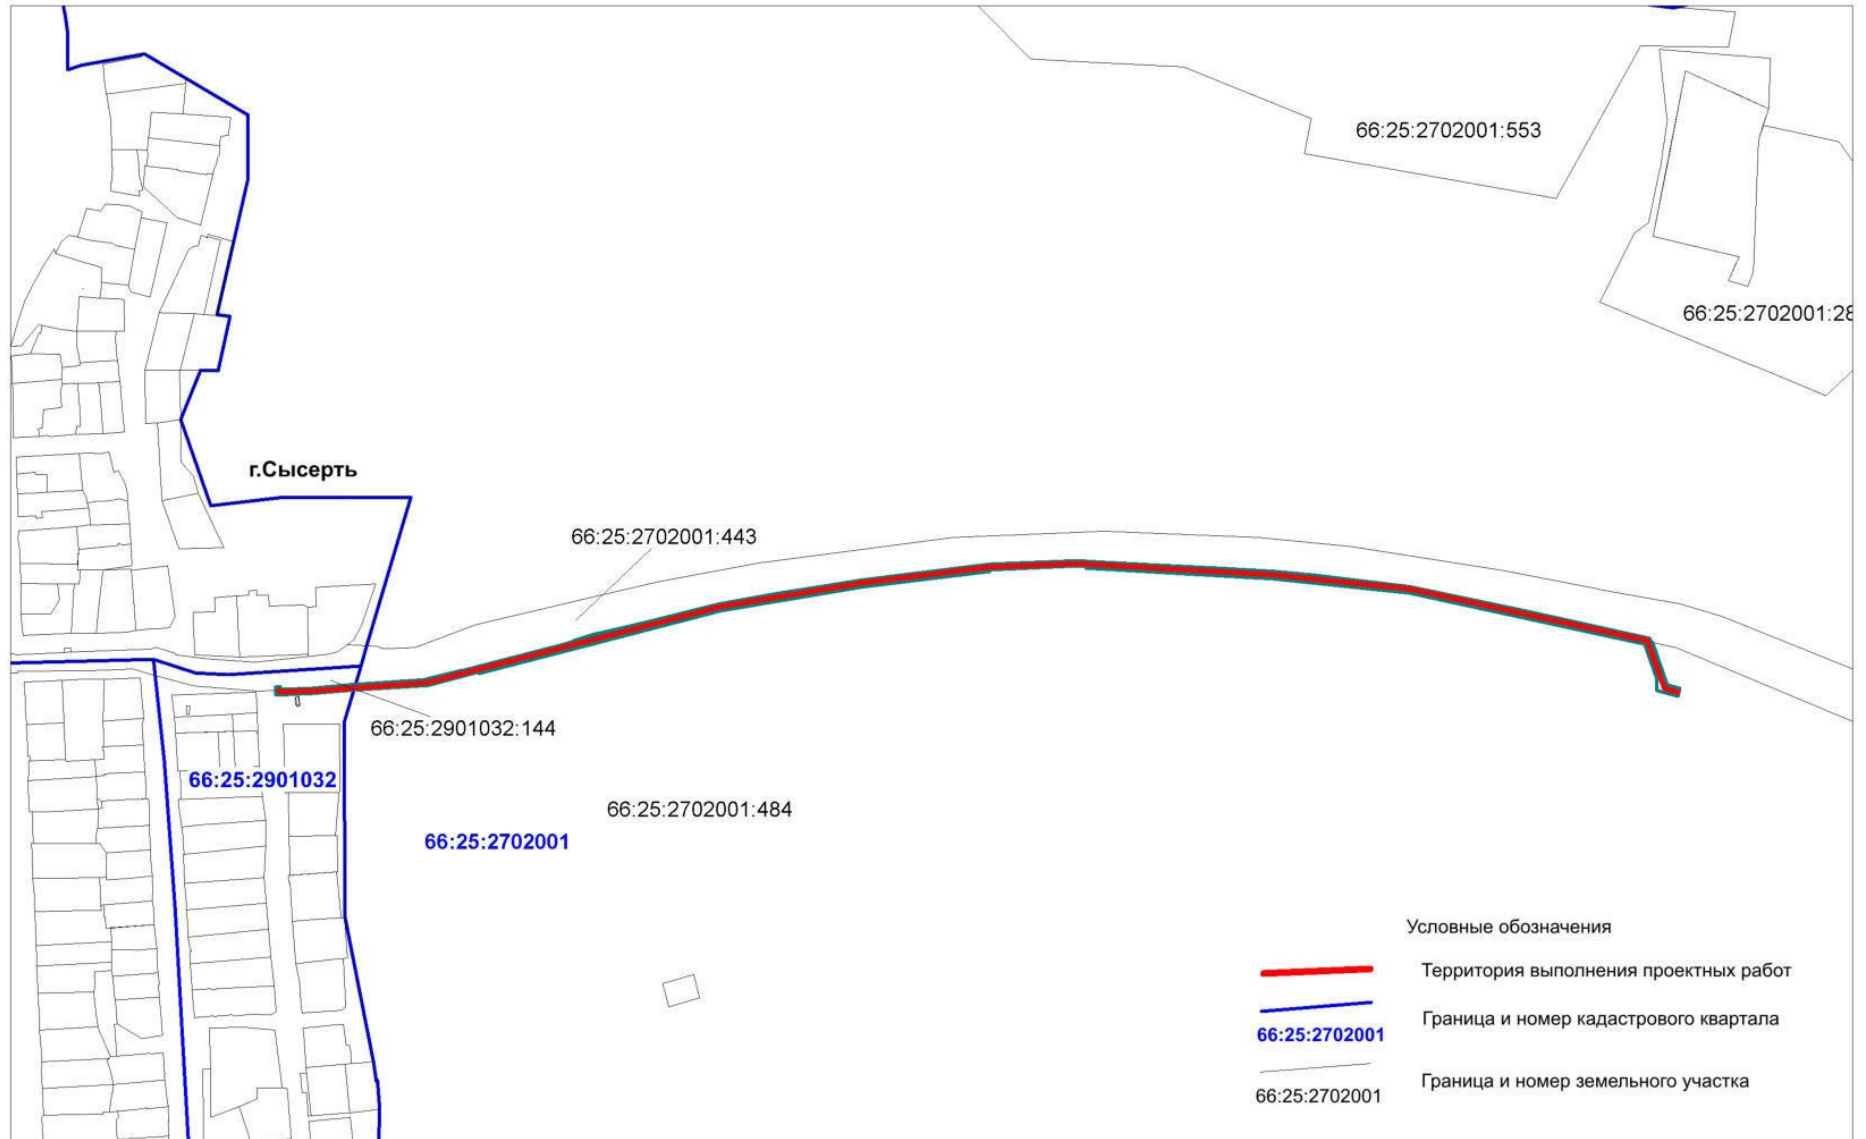 66:25:2702001:553
66:25:2702001:28
г.Сысерть
66:25:2702001:443
66:25:2901032:144
66:25:2901032
66:25:2702001:484
66:25:2702001
Условные обозначения
Территория выполнения проектных работ
Граница и номер кадастрового квартала
66:25:2702001
Граница и номер земельного участка
66:25:2702001